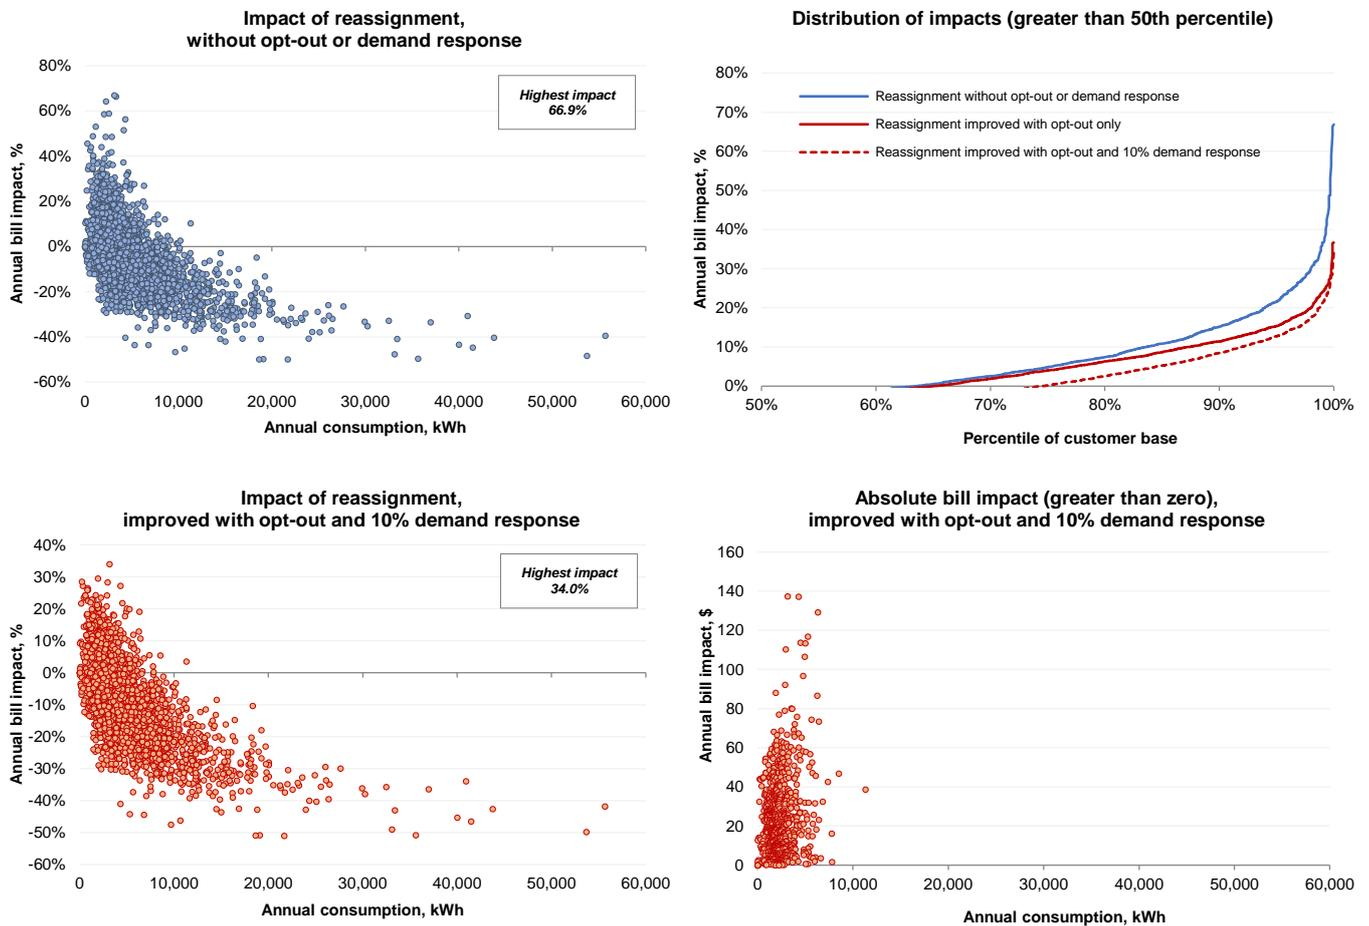 Impact of reassignment,
without opt-out or demand response
80%
60%
40%
20%
0%
-20%
-40%
-60%
Annual bill impact, %
Highest impact
66.9%
0 10,000 20,000 30,000 40,000 50,000 60,000
Annual consumption, kWh
Distribution of impacts (greater than 50th percentile)
80%
70%
60%
50%
40%
30%
20%
10%
0%
Annual bill impact, %
Reassignment without opt-out or demand response
Reassignment improved with opt-out only
Reassignment improved with opt-out and 10% demand response
50% 60% 70% 80% 90% 100%
Percentile of customer base
Impact of reassignment,
improved with opt-out and 10% demand response
40%
30%
20%
10%
0%
-10%
-20%
-30%
-40%
-50%
-60%
Annual bill impact, %
Highest impact
34.0%
0 10,000 20,000 30,000 40,000 50,000 60,000
Annual consumption, kWh
Absolute bill impact (greater than zero),
improved with opt-out and 10% demand response
160
140
120
100
80
60
40
20
0
Annual bill impact, $
0 10,000 20,000 30,000 40,000 50,000 60,000
Annual consumption, kWh